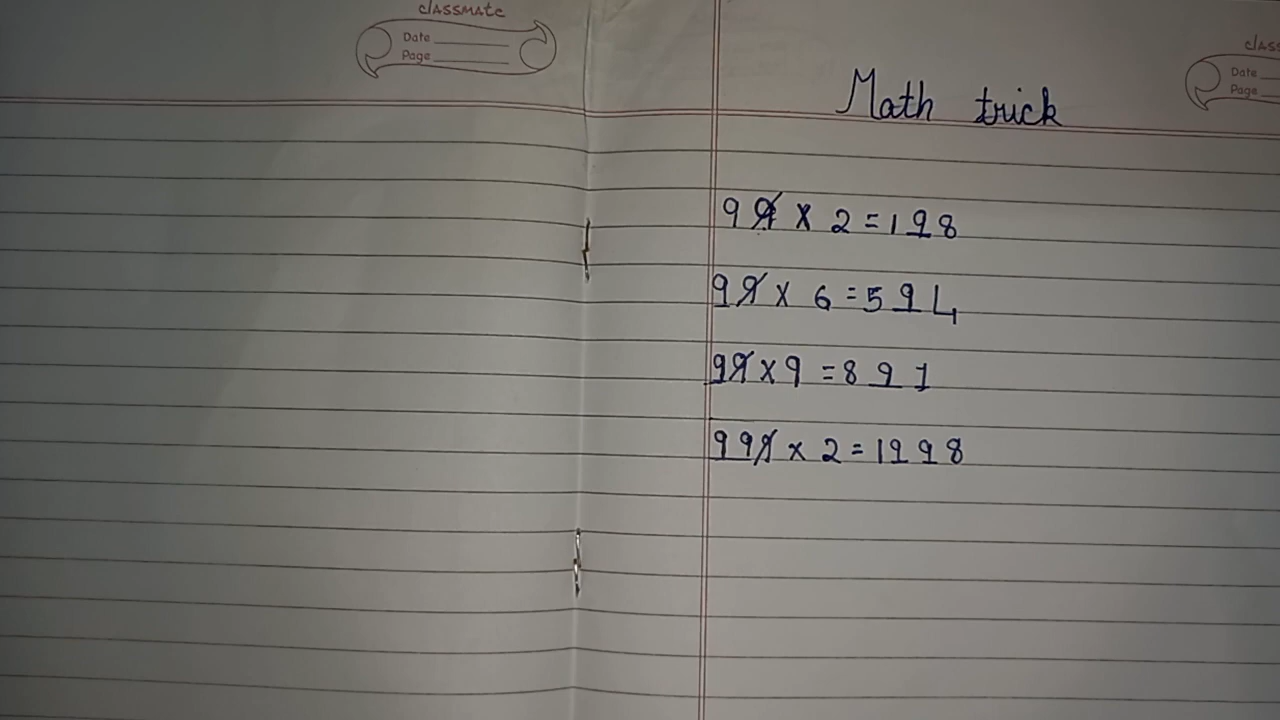 classmate
Date
Page
clas
Date
Page
Math trick
99 x 2 = 198
99 x 6 = 594
99 x 9 = 891
999 x 2 = 1998